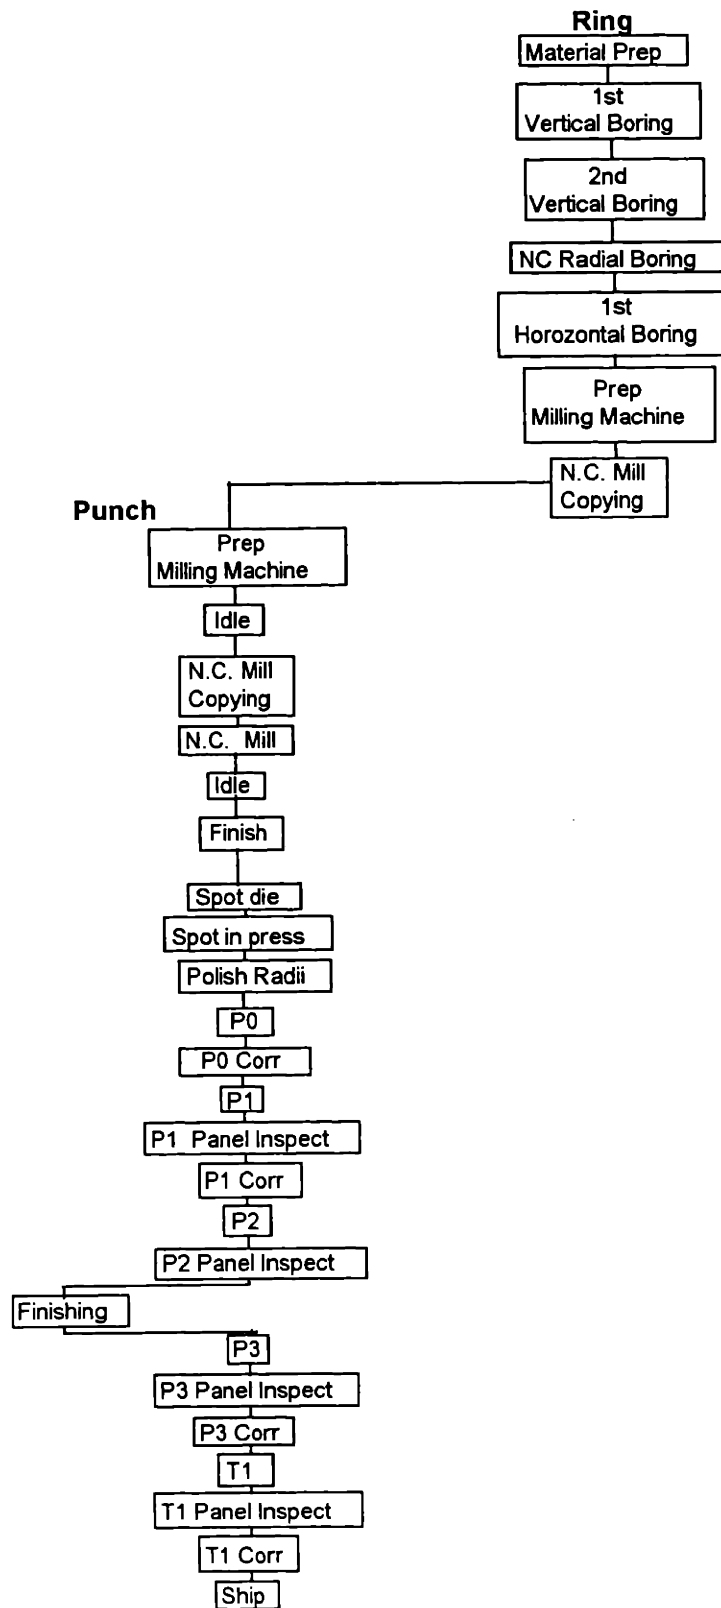 Ring
Material Prep
1st
Vertical Boring
2nd
Vertical Boring
NC Radial Boring
1st
Horozontal Boring
Prep
Milling Machine
N.C. Mill
Copying
Punch
Prep
Milling Machine
Idle
N.C. Mill
Copying
N.C. Mill
Idle
Finish
Spot die
Spot in press
Polish Radii
P0
P0 Corr
P1
P1 Panel Inspect
P1 Corr
P2
P2 Panel Inspect
Finishing
P3
P3 Panel Inspect
P3 Corr
T1
T1 Panel Inspect
T1 Corr
Ship